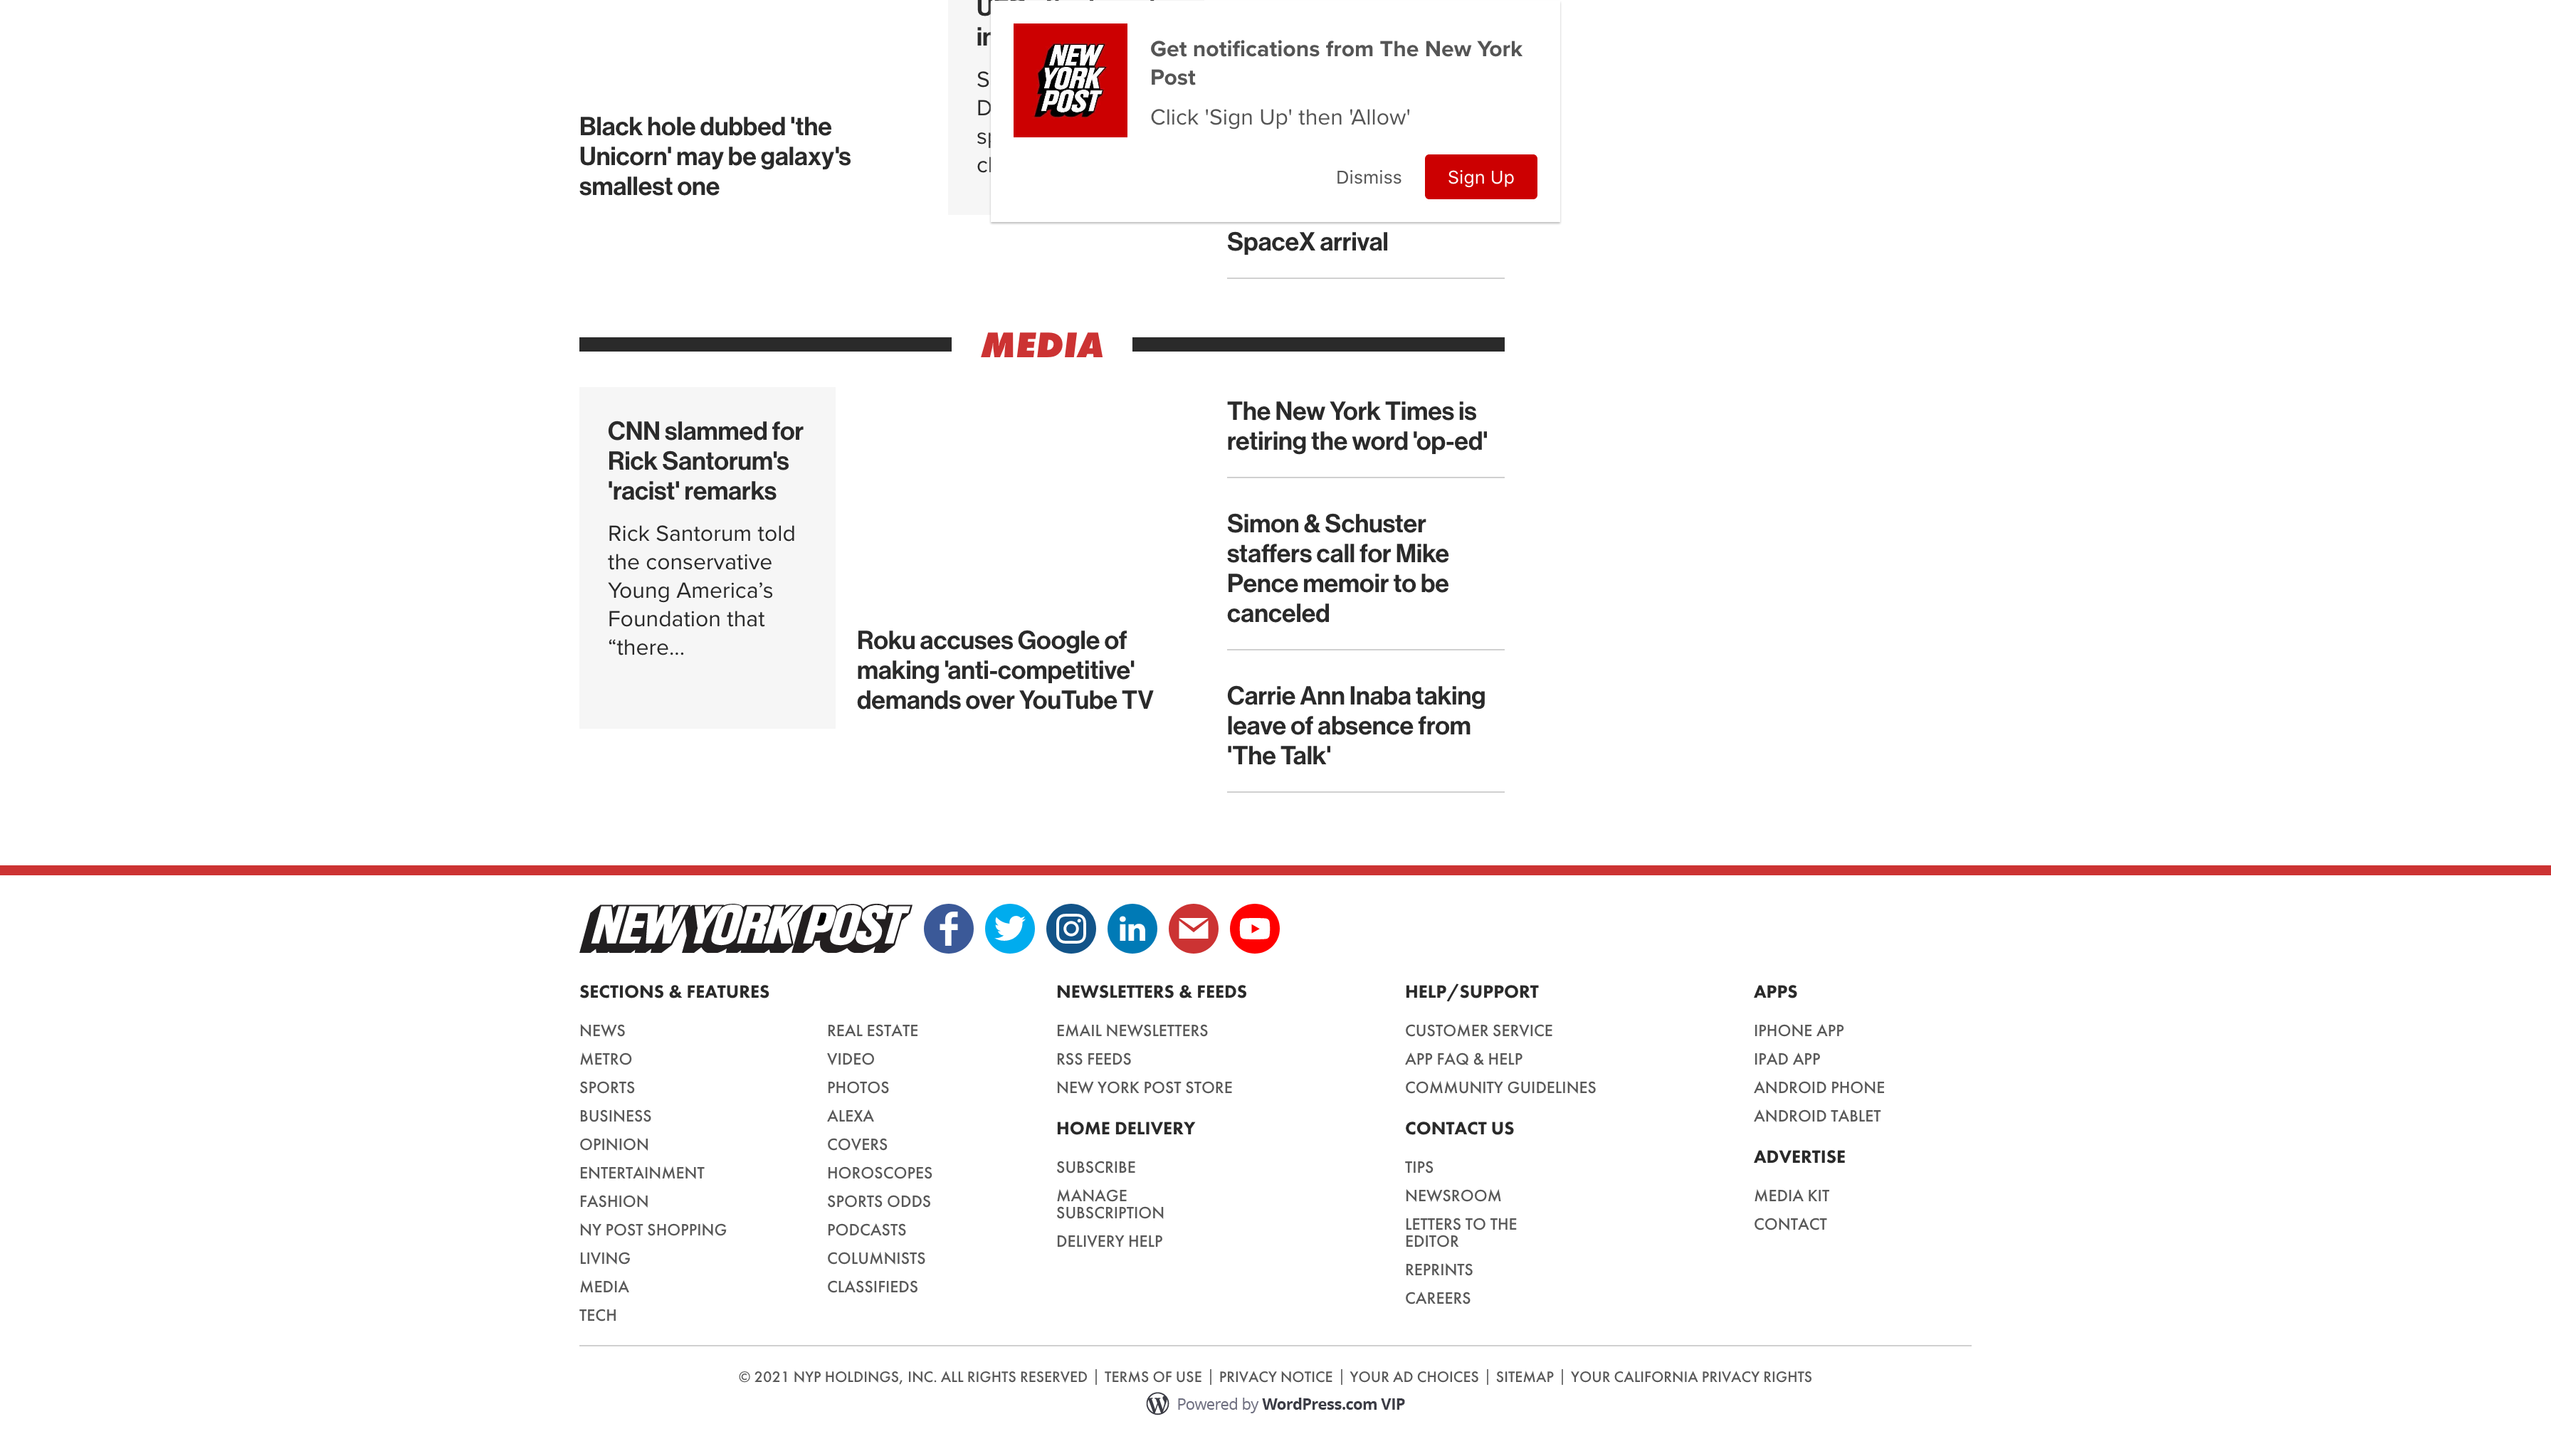 Black hole dubbed 'the
Unicorn' may be galaxy's
smallest one
NEW
YORK
POST
Get notifications from The New York
Post
Click 'Sign Up' then 'Allow'
Dismiss
Sign Up
SpaceX arrival
MEDIA
CNN slammed for
Rick Santorum's
'racist' remarks
Rick Santorum told
the conservative
Young America’s
Foundation that
“there...
Roku accuses Google of
making 'anti-competitive'
demands over YouTube TV
The New York Times is
retiring the word 'op-ed'
Simon & Schuster
staffers call for Mike
Pence memoir to be
canceled
Carrie Ann Inaba taking
leave of absence from
'The Talk'
NEW YORK POST
SECTIONS & FEATURES
NEWS
METRO
SPORTS
BUSINESS
OPINION
ENTERTAINMENT
FASHION
NY POST SHOPPING
LIVING
MEDIA
TECH
REAL ESTATE
VIDEO
PHOTOS
ALEXA
COVERS
HOROSCOPES
SPORTS ODDS
PODCASTS
COLUMNISTS
CLASSIFIEDS
NEWSLETTERS & FEEDS
EMAIL NEWSLETTERS
RSS FEEDS
NEW YORK POST STORE
HOME DELIVERY
SUBSCRIBE
MANAGE
SUBSCRIPTION
DELIVERY HELP
HELP/SUPPORT
CUSTOMER SERVICE
APP FAQ & HELP
COMMUNITY GUIDELINES
CONTACT US
TIPS
NEWSROOM
LETTERS TO THE
EDITOR
REPRINTS
CAREERS
APPS
IPHONE APP
IPAD APP
ANDROID PHONE
ANDROID TABLET
ADVERTISE
MEDIA KIT
CONTACT
© 2021 NYP HOLDINGS, INC. ALL RIGHTS RESERVED | TERMS OF USE | PRIVACY NOTICE | YOUR AD CHOICES | SITEMAP | YOUR CALIFORNIA PRIVACY RIGHTS
Powered by WordPress.com VIP